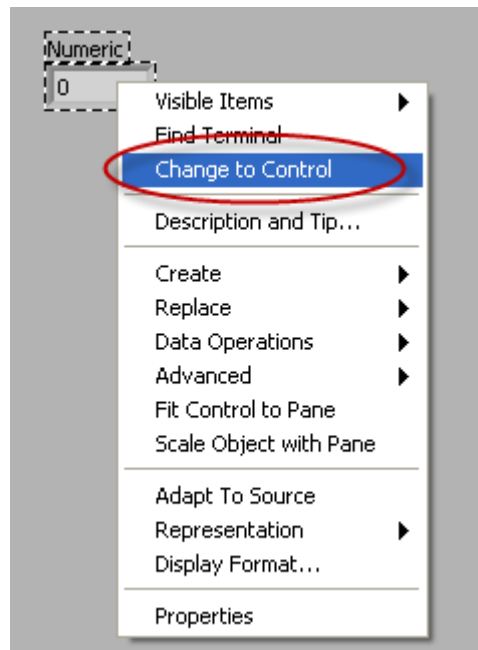 Numeric
0
Visible Items
Find Terminal
Change to Control
Description and Tip...
Create
Replace
Data Operations
Advanced
Fit Control to Pane
Scale Object with Pane
Adapt To Source
Representation
Display Format...
Properties